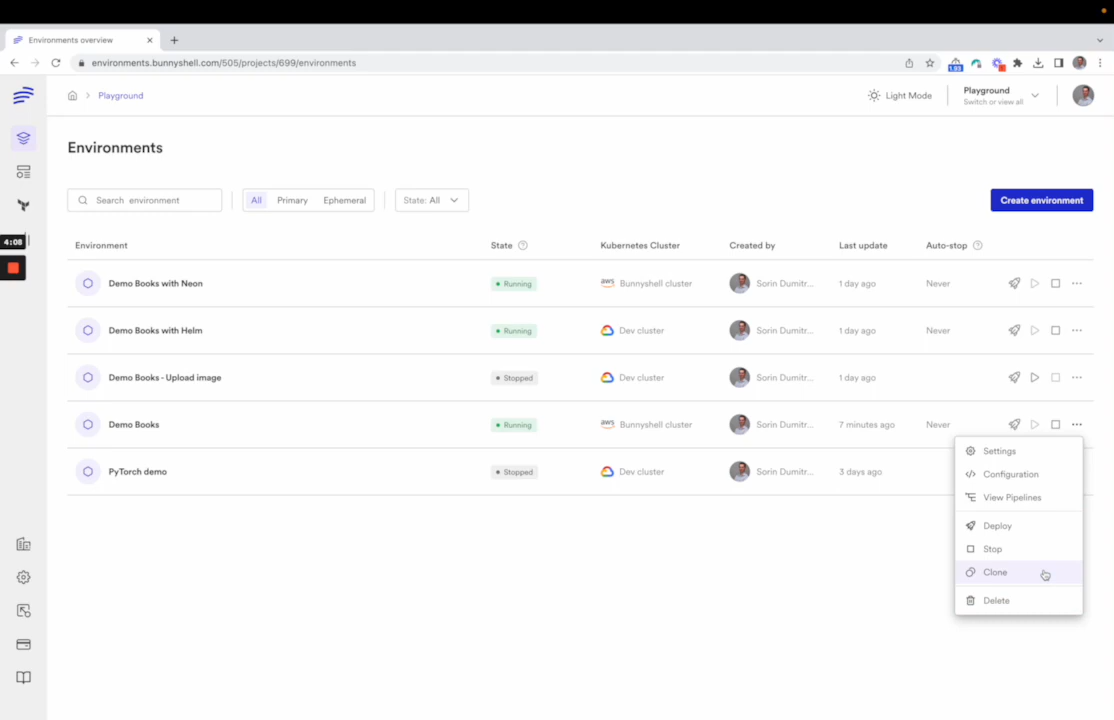 Environments overview
environments.bunnyshell.com/505/projects/699/environments
1.03
Playground
Light Mode
Playground
Switch or view all
Environments
Search environment
All
Primary
Ephemeral
State: All
Create environment
4:08
Environment
State
Kubernetes Cluster
Created by
Last update
Auto-stop
Demo Books with Neon
Running
aws Bunnyshell cluster
Sorin Dumitr...
1 day ago
Never
Demo Books with Helm
Running
Dev cluster
Sorin Dumitr...
1 day ago
Never
Demo Books - Upload image
Stopped
Dev cluster
Sorin Dumitr...
1 day ago
Demo Books
Running
aws Bunnyshell cluster
Sorin Dumitr...
7 minutes ago
Never
PyTorch demo
Stopped
Dev cluster
Sorin Dumitr...
3 days ago
Settings
Configuration
View Pipelines
Deploy
Stop
Clone
Delete